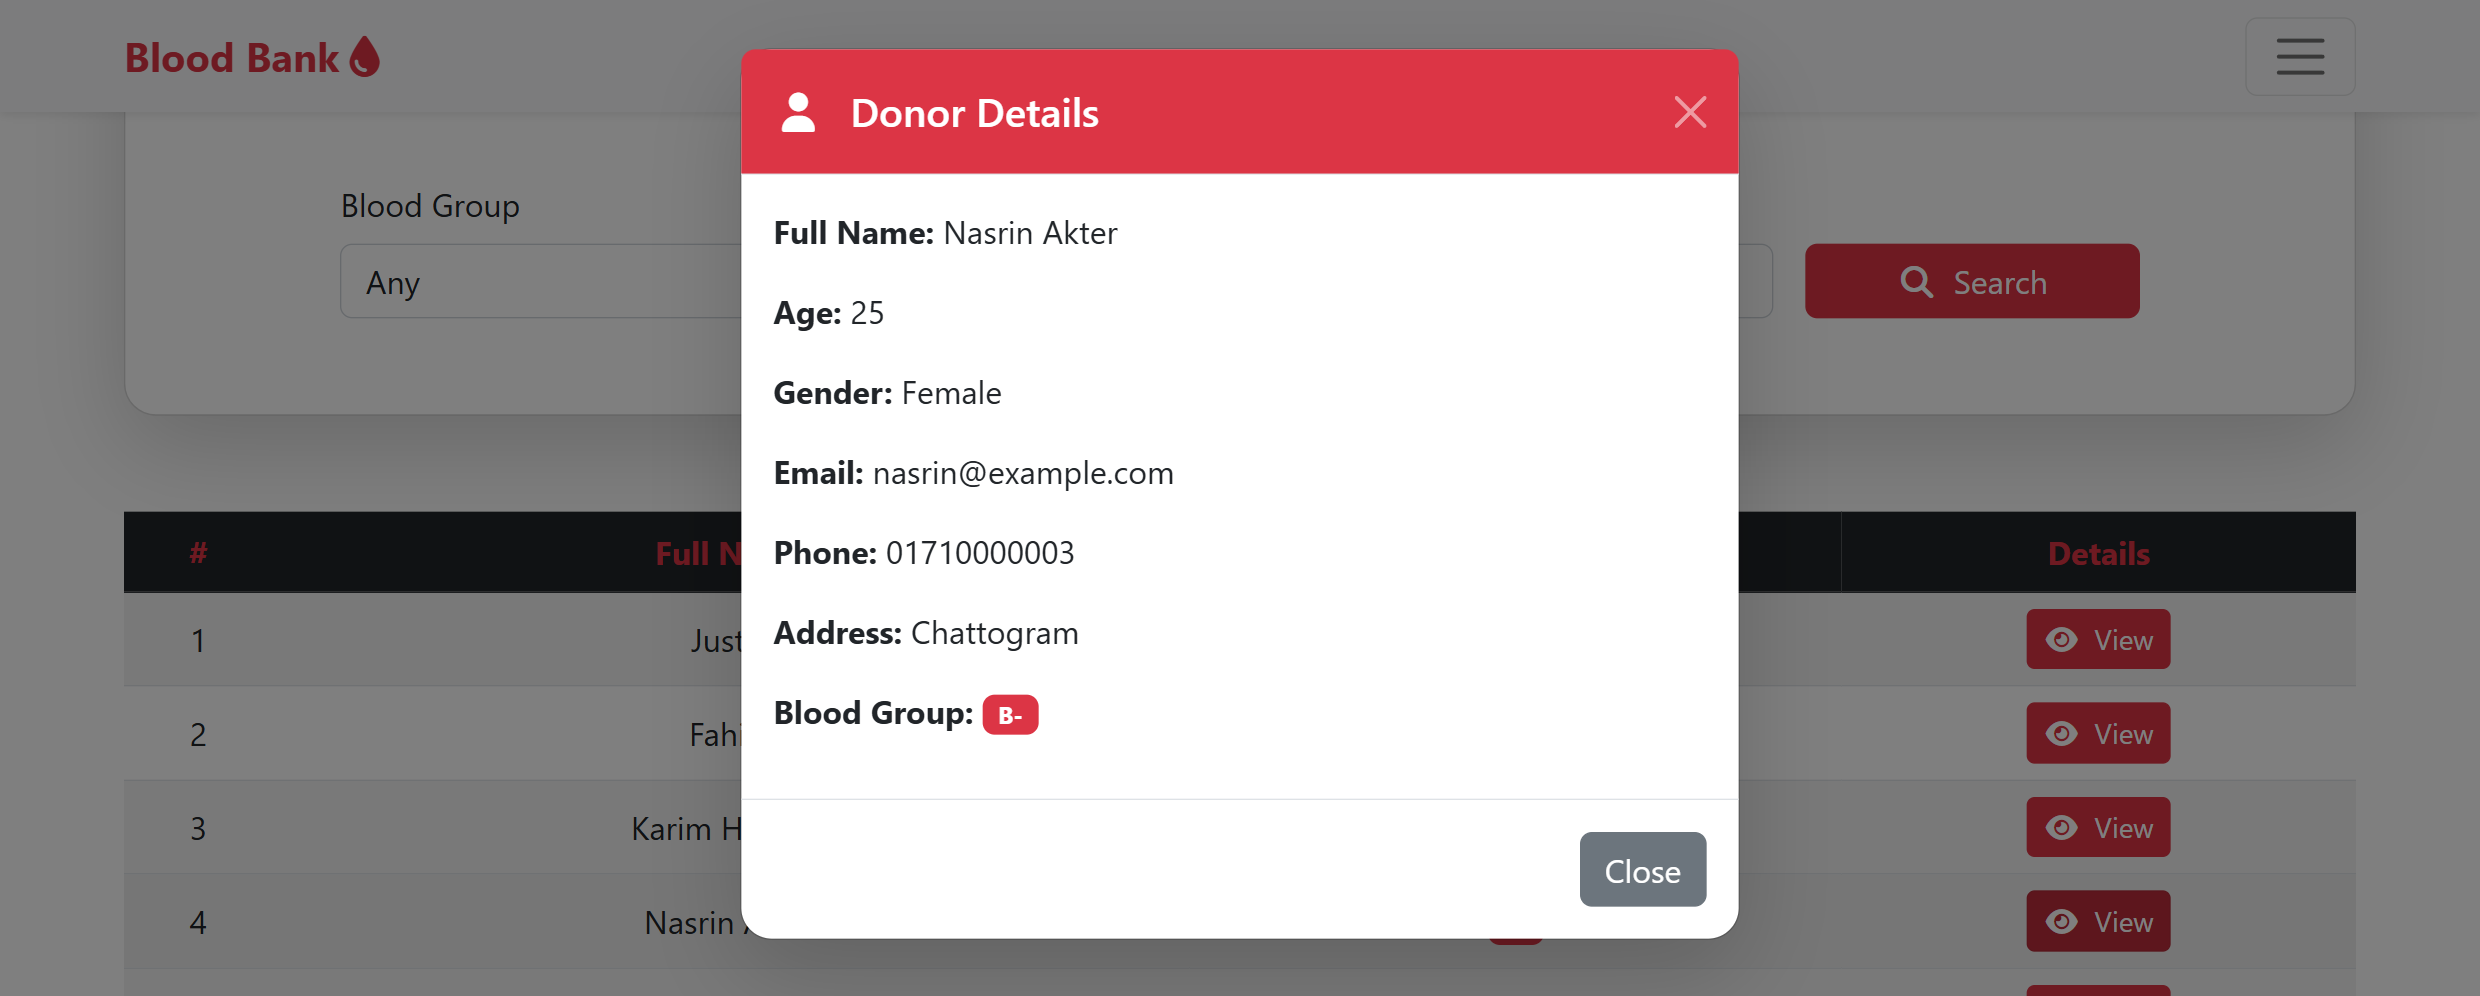 Blood Bank
Donor Details
Blood Group
Any
Search
Full Name: Nasrin Akter
Age: 25
Gender: Female
Email: nasrin@example.com
Phone: 01710000003
Address: Chattogram
Blood Group: B-
Close
# Full Details
1 View
2 View
3 Karim View
4 Nasrin View